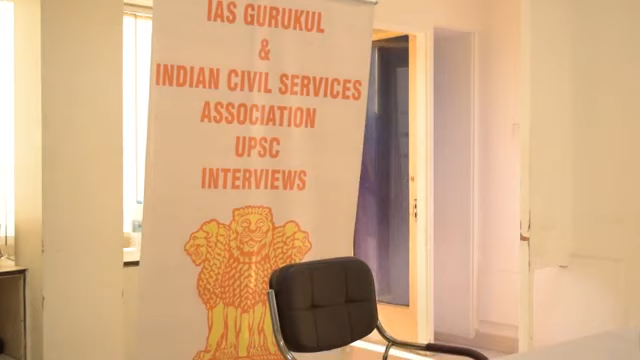 IAS GURUKUL
&
INDIAN CIVIL SERVICES
ASSOCIATION
UPSC
INTERVIEWS